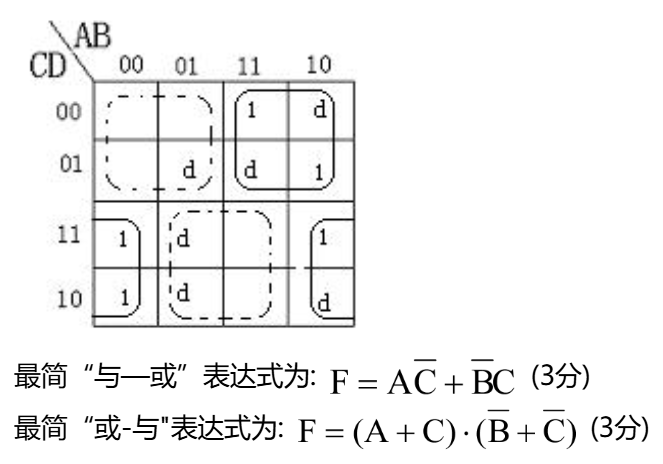 AB
CD 00 01 11 10
00 1 d
01 d d 1
11 1 d 1
10 1 d d
最简“与—或”表达式为: F = AC̅ + B̅C (3分)
最简“或-与"表达式为: F = (A + C)·(B̅ + C̅) (3分)